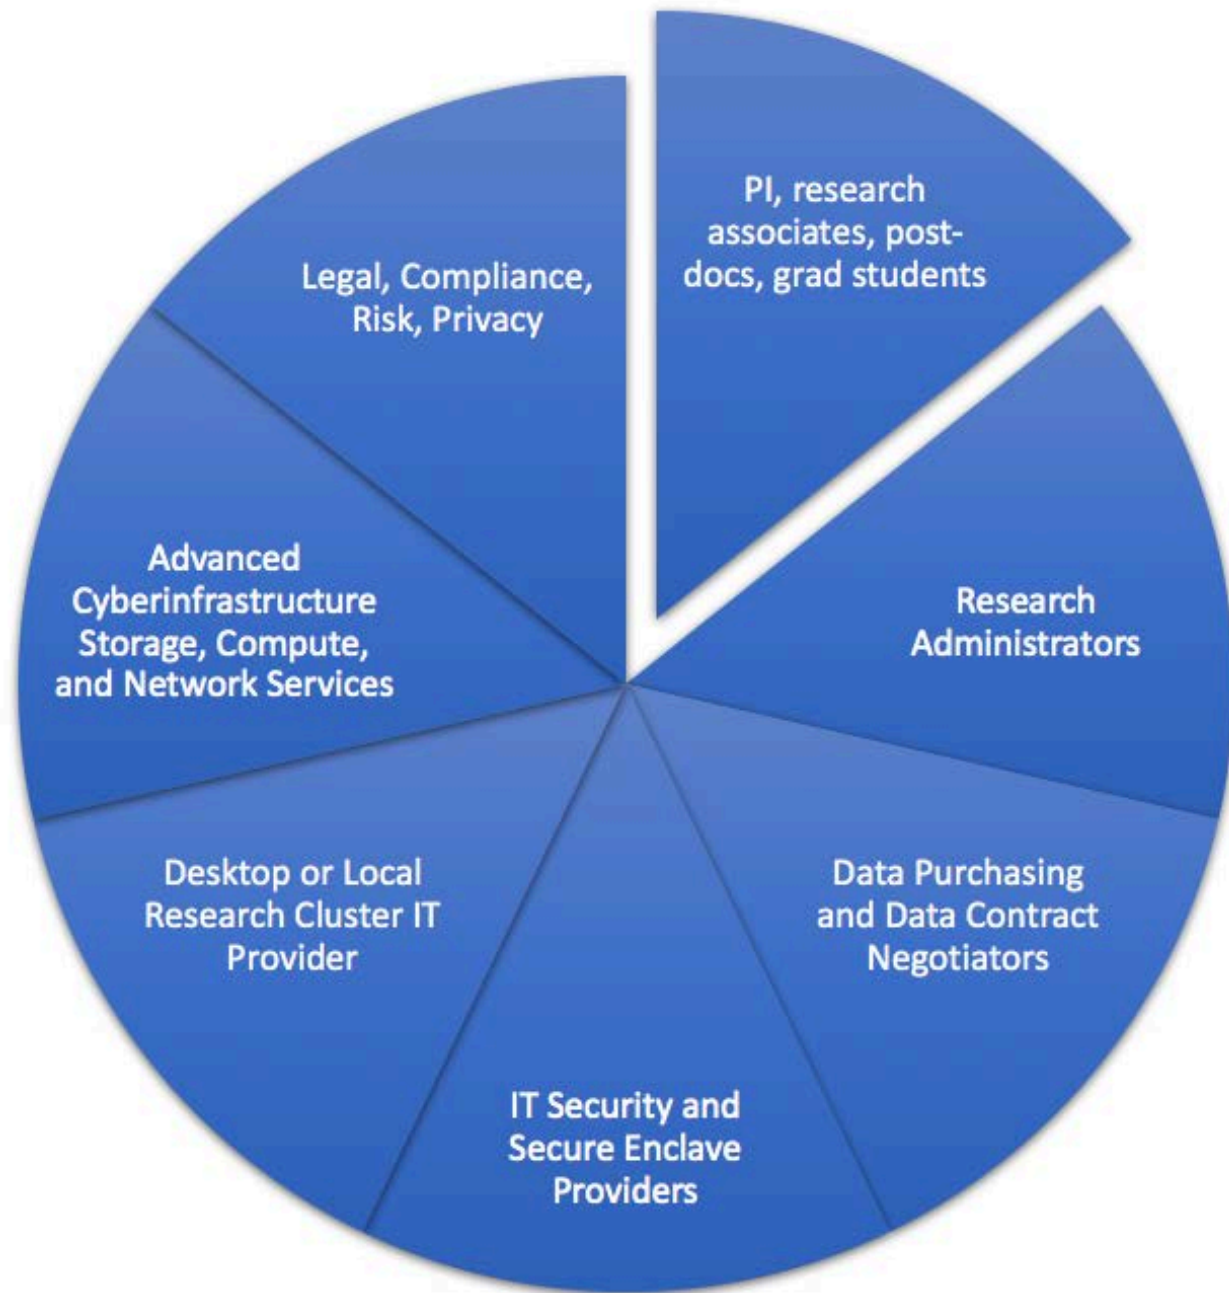 PI, research
associates, post-
docs, grad students
Research
Administrators
Data Purchasing
and Data Contract
Negotiators
IT Security and
Secure Enclave
Providers
Desktop or Local
Research Cluster IT
Provider
Advanced
Cyberinfrastructure
Storage, Compute,
and Network Services
Legal, Compliance,
Risk, Privacy